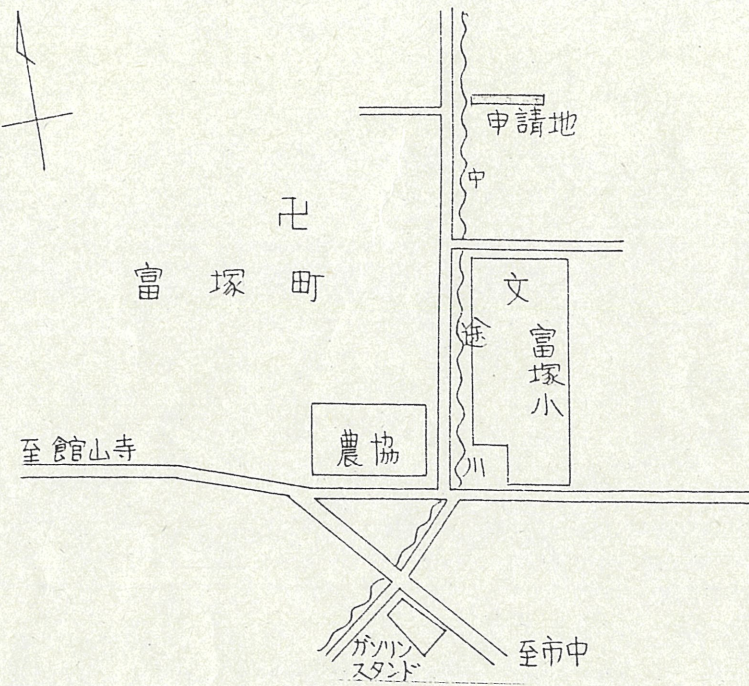 申請地
卍
富塚町
文
富塚小
中途川
農協
至館山寺
ガソリン
スタンド
至市中